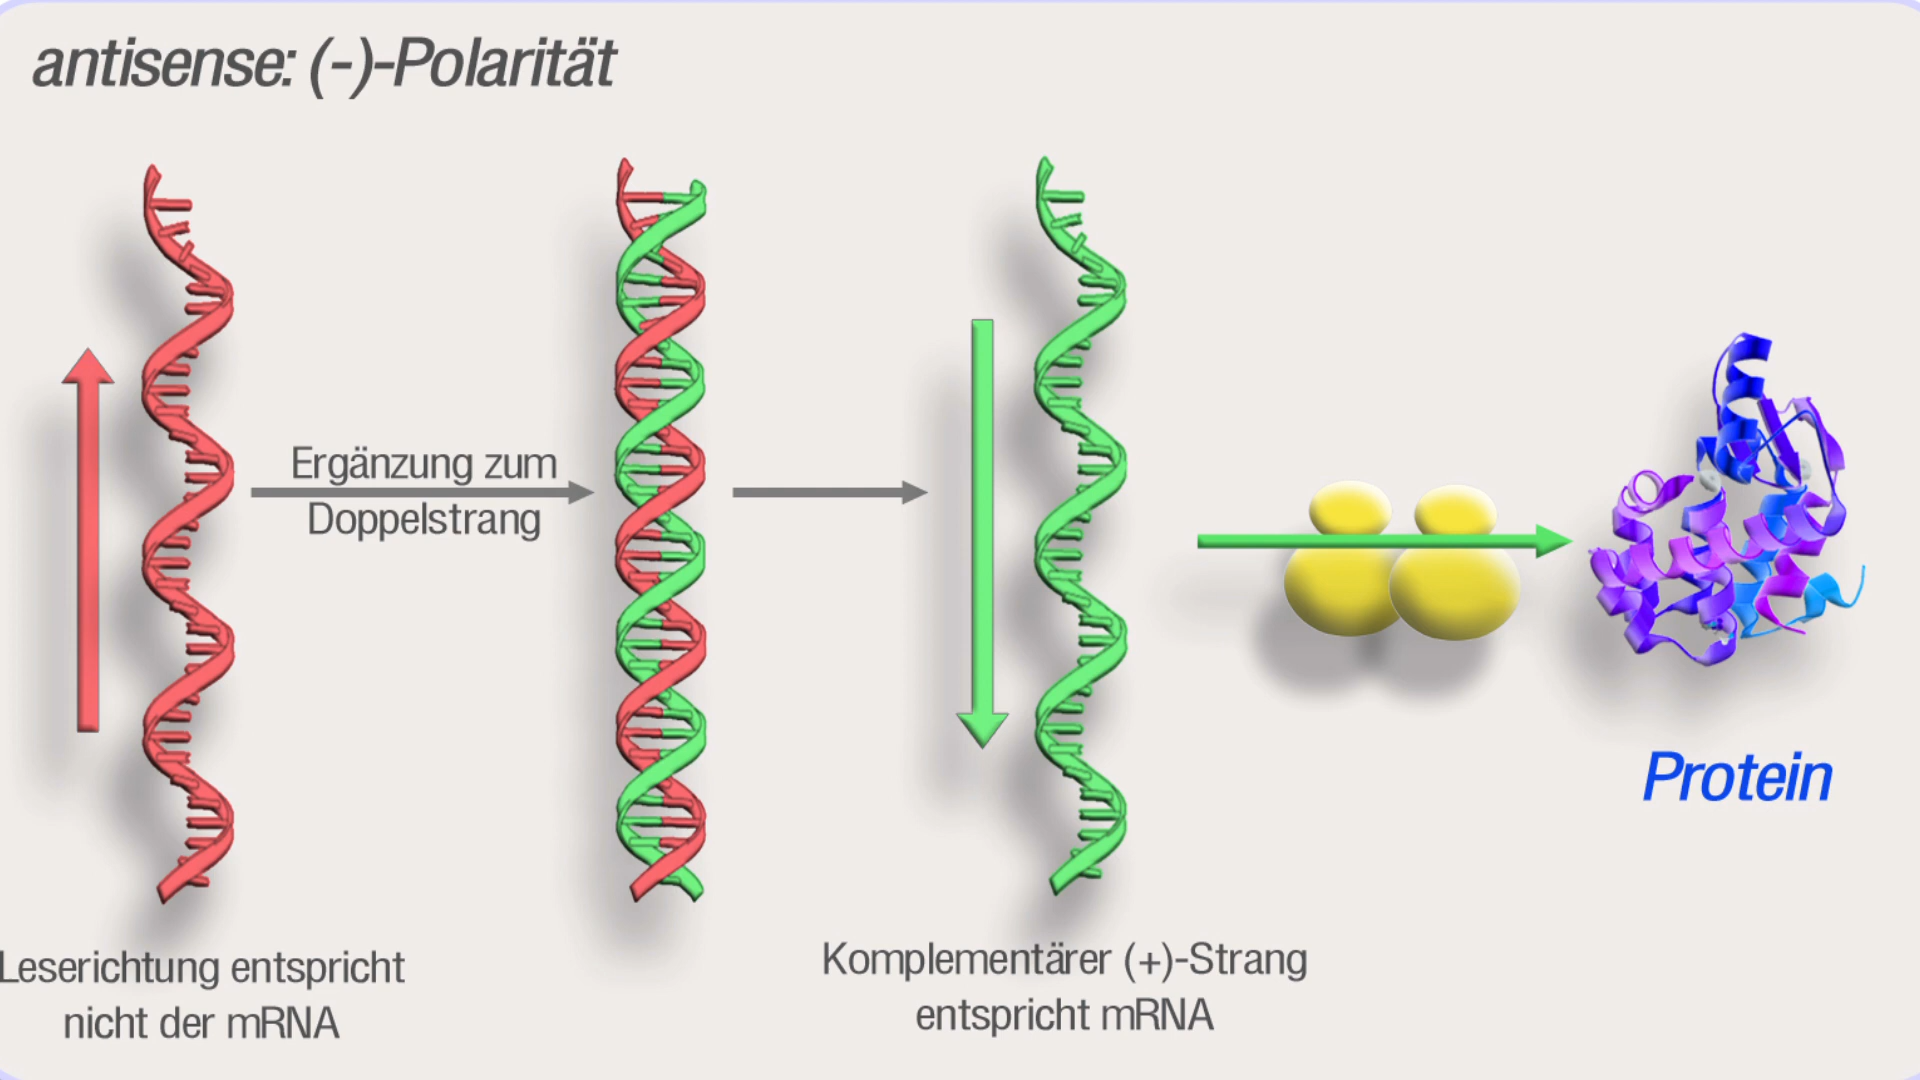 antisense: (-)-Polarität
Ergänzung zum
Doppelstrang
Protein
Leserichtung entspricht
nicht der mRNA
Komplementärer (+)-Strang
entspricht mRNA